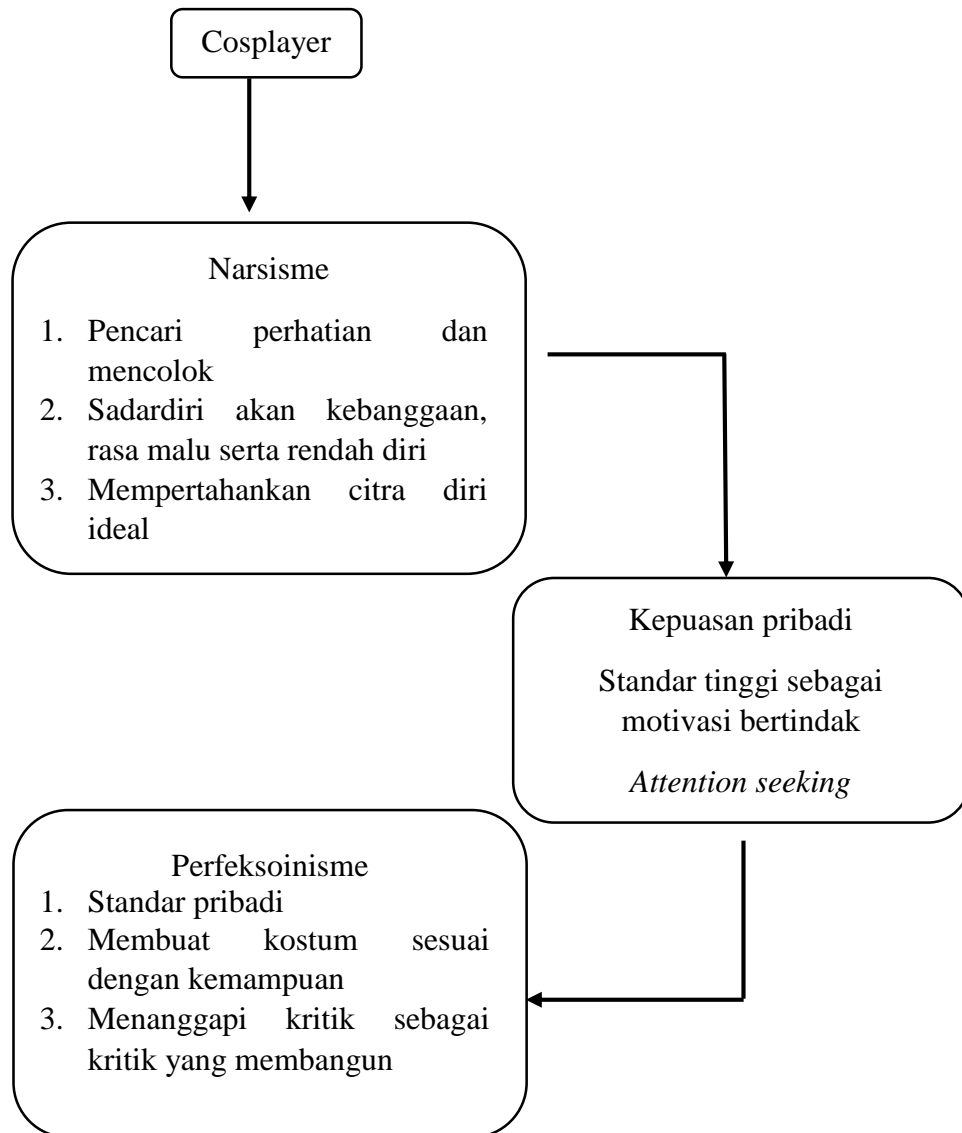 Cosplayer
Narsisme
1. Pencari perhatian dan
mencolok
2. Sadardiri akan kebanggaan,
rasa malu serta rendah diri
3. Mempertahankan citra diri
ideal
Kepuasan pribadi
Standar tinggi sebagai
motivasi bertindak
Attention seeking
Perfeksoinisme
1. Standar pribadi
2. Membuat kostum sesuai
dengan kemampuan
3. Menanggapi kritik sebagai
kritik yang membangun